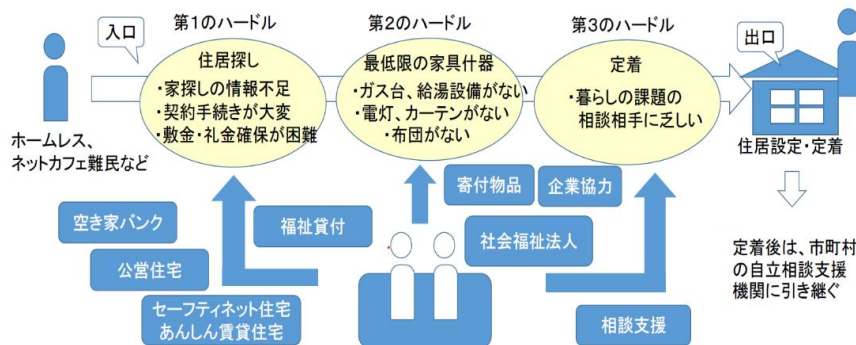 第1のハードル
第2のハードル
第3のハードル
入口
出口
住居探し
・家探しの情報不足
・契約手続きが大変
・敷金・礼金確保が困難
最低限の家具什器
・ガス台、給湯設備がない
・電灯、カーテンがない
・布団がない
定着
・暮らしの課題の
相談相手に乏しい
ホームレス、
ネットカフェ難民など
住居設定・定着
空き家バンク
福祉貸付
公営住宅
セーフティネット住宅
あんしん賃貸住宅
寄付物品
企業協力
社会福祉法人
相談支援
定着後は、市町村
の自立相談支援
機関に引き継ぐ